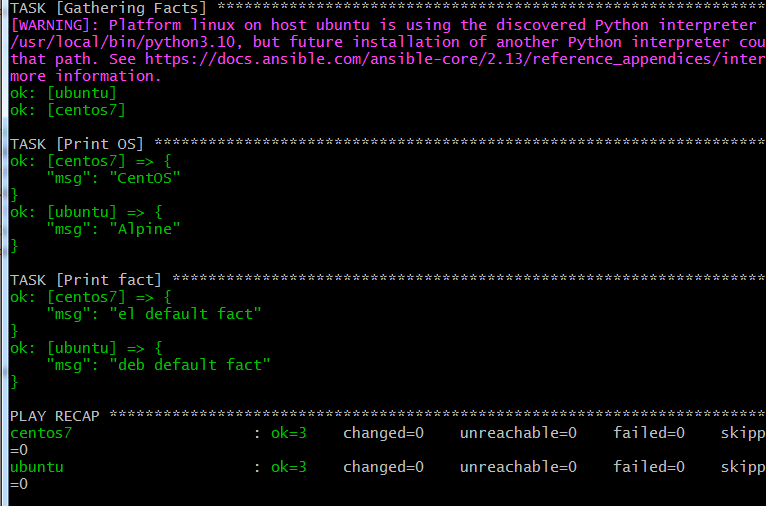 TASK [Gathering Facts] *************************************************************
[WARNING]: Platform linux on host ubuntu is using the discovered Python interpreter
/usr/local/bin/python3.10, but future installation of another Python interpreter cou
that path. See https://docs.ansible.com/ansible-core/2.13/reference_appendices/inter
more information.
ok: [ubuntu]
ok: [centos7]
TASK [Print OS] ********************************************************************
ok: [centos7] => {
    "msg": "CentOS"
}
ok: [ubuntu] => {
    "msg": "Alpine"
}
TASK [Print fact] ******************************************************************
ok: [centos7] => {
    "msg": "el default fact"
}
ok: [ubuntu] => {
    "msg": "deb default fact"
}
PLAY RECAP *************************************************************************
centos7                    : ok=3    changed=0    unreachable=0    failed=0    skipp
=0
ubuntu                     : ok=3    changed=0    unreachable=0    failed=0    skipp
=0